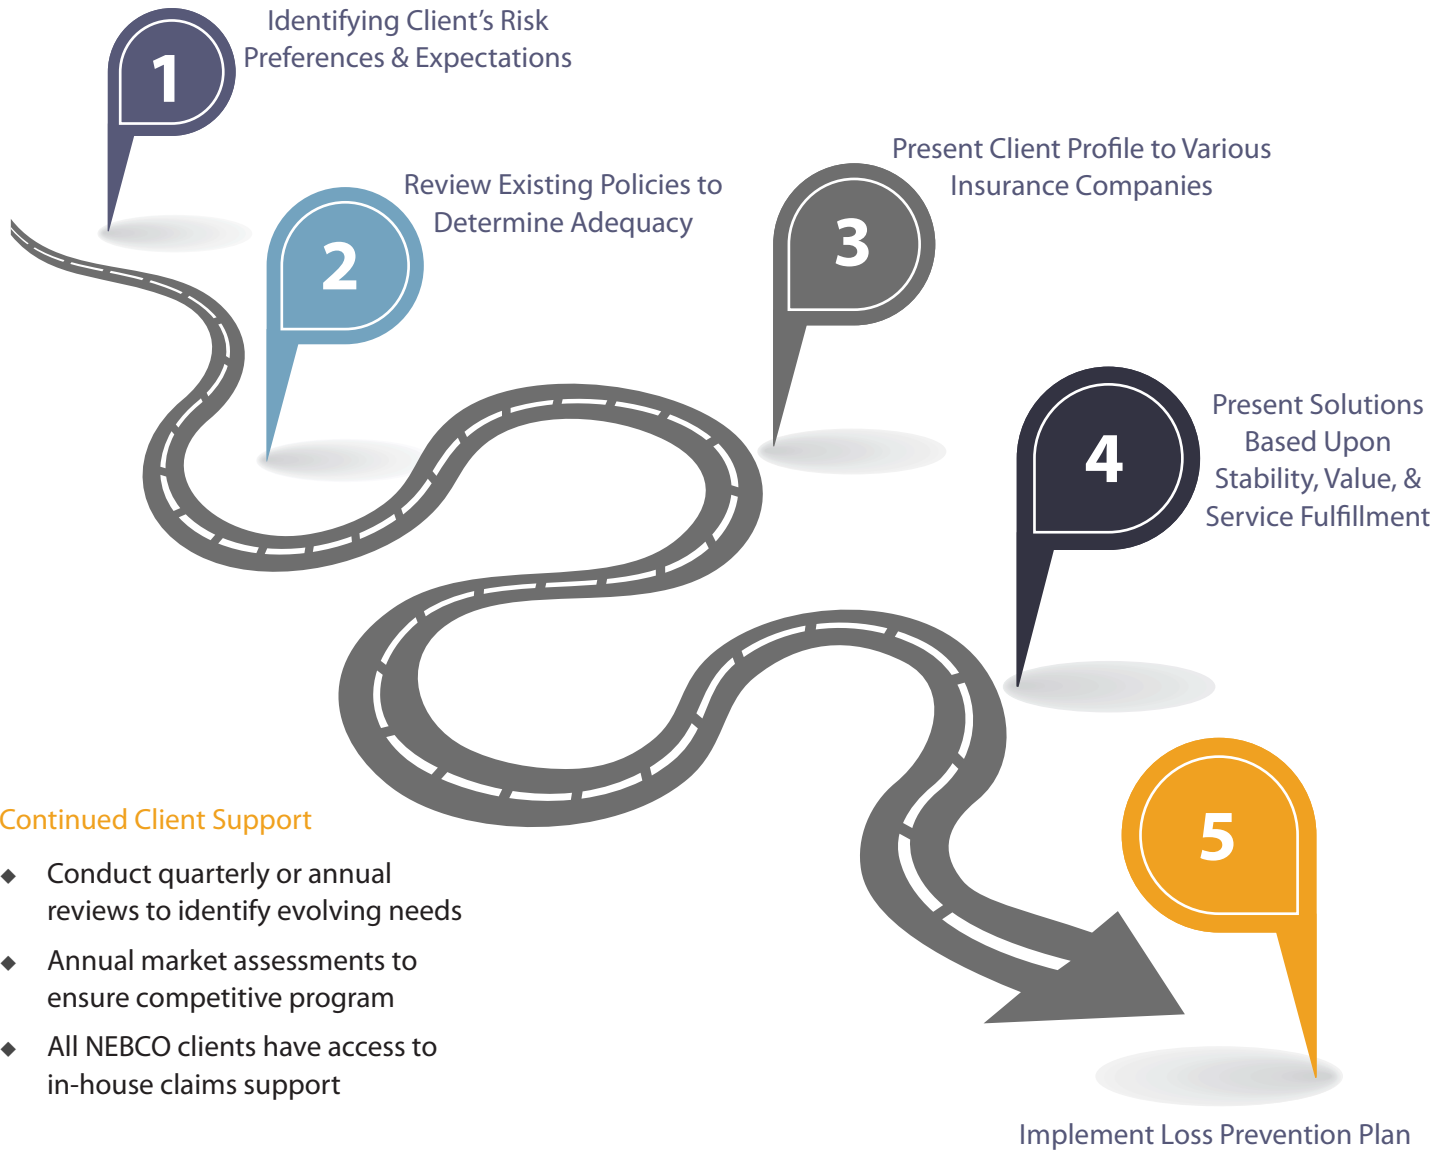 1
Identifying Client’s Risk
Preferences & Expectations
2
Review Existing Policies to
Determine Adequacy
3
Present Client Profile to Various
Insurance Companies
4
Present Solutions
Based Upon
Stability, Value, &
Service Fulfillment
5
Implement Loss Prevention Plan
Continued Client Support
◆ Conduct quarterly or annual
reviews to identify evolving needs
◆ Annual market assessments to
ensure competitive program
◆ All NEBCO clients have access to
in-house claims support